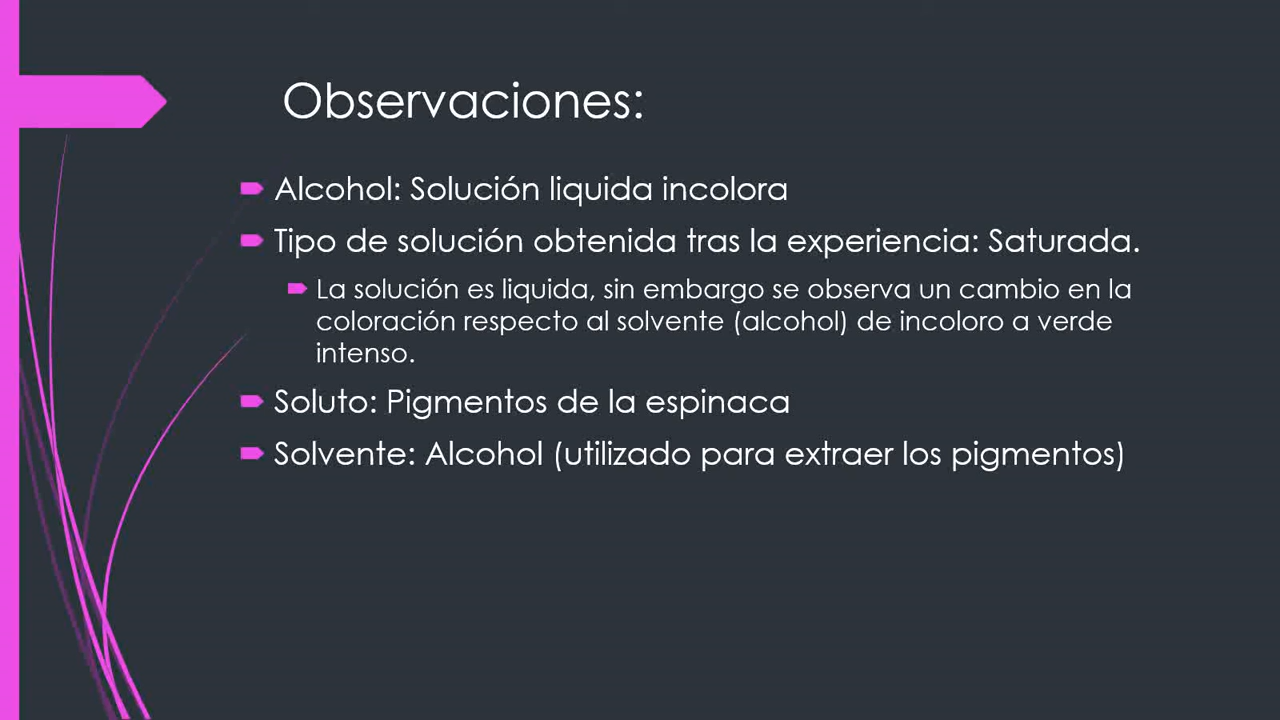 Observaciones:
Alcohol: Solución liquida incolora
Tipo de solución obtenida tras la experiencia: Saturada.
La solución es liquida, sin embargo se observa un cambio en la
coloración respecto al solvente (alcohol) de incoloro a verde
intenso.
Soluto: Pigmentos de la espinaca
Solvente: Alcohol (utilizado para extraer los pigmentos)